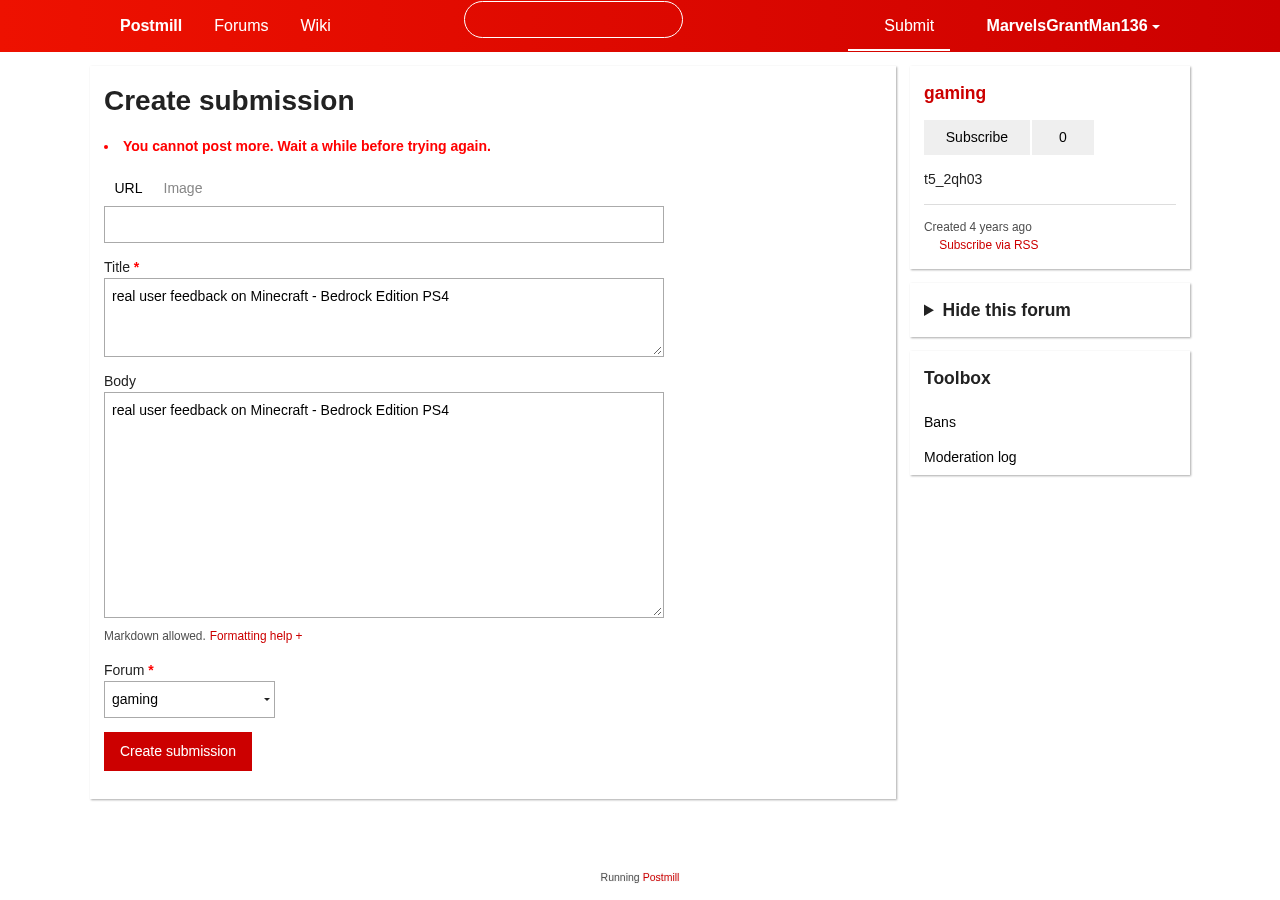 Postmill Forums Wiki Submit MarvelsGrantMan136
Create submission
You cannot post more. Wait a while before trying again.
URL Image
Title *
real user feedback on Minecraft - Bedrock Edition PS4
Body
real user feedback on Minecraft - Bedrock Edition PS4
Markdown allowed. Formatting help +
Forum *
gaming
Create submission
gaming
Subscribe 0
t5_2qh03
Created 4 years ago
Subscribe via RSS
Hide this forum
Toolbox
Bans
Moderation log
Running Postmill